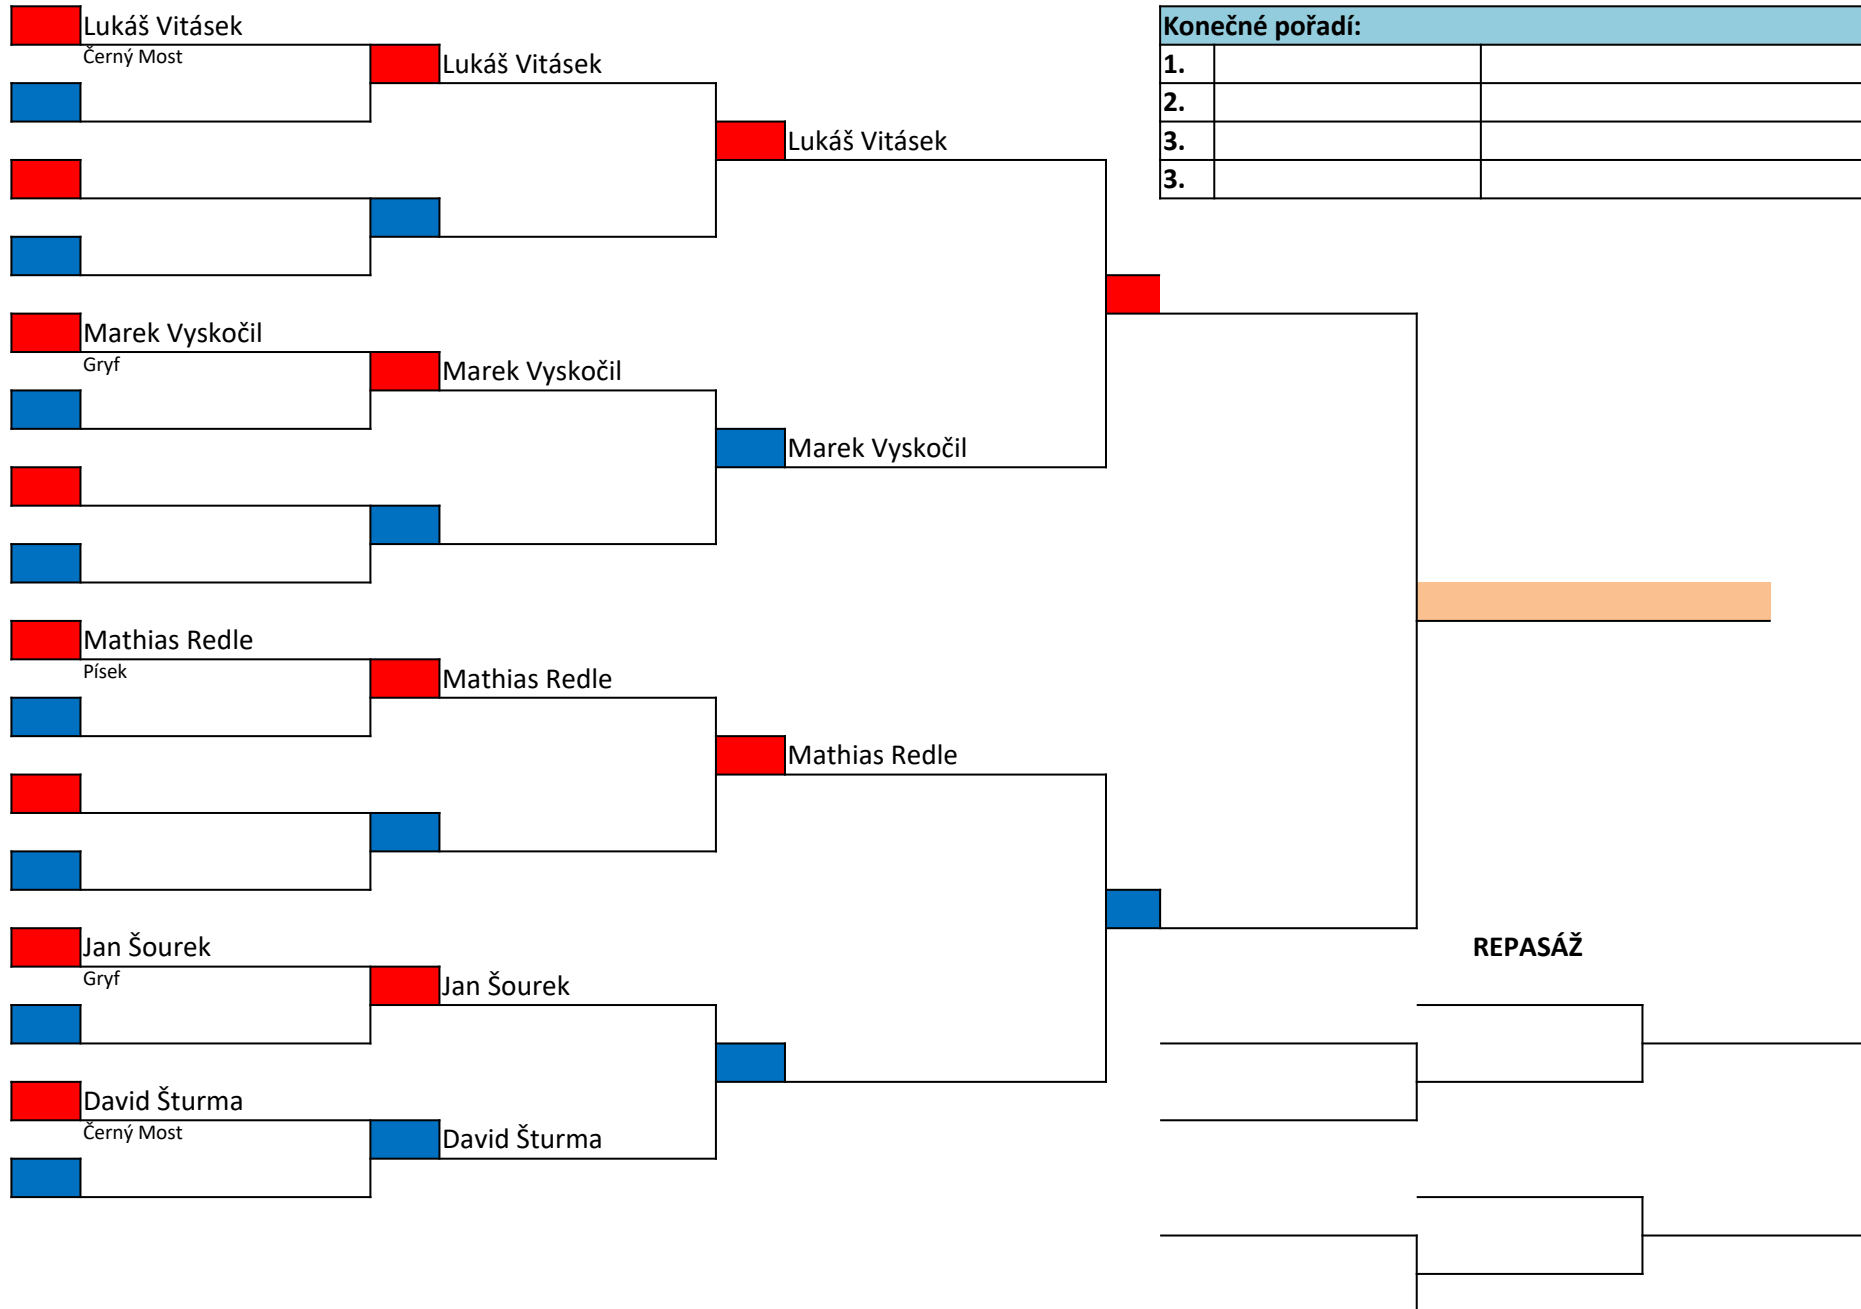 Lukáš Vitásek
Černý Most
Lukáš Vitásek
Lukáš Vitásek
Konečné pořadí:
1.
2.
3.
3.
Marek Vyskočil
Gryf
Marek Vyskočil
Marek Vyskočil
Mathias Redle
Písek
Mathias Redle
Mathias Redle
Jan Šourek
Gryf
Jan Šourek
REPASÁŽ
David Šturma
Černý Most
David Šturma